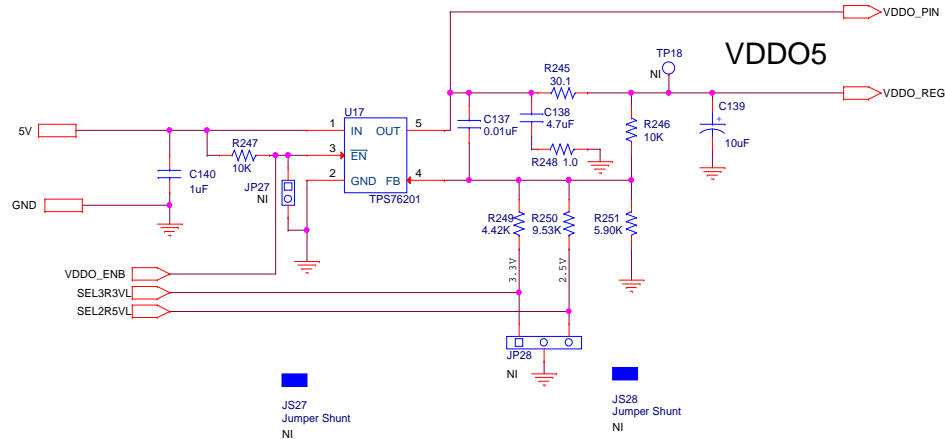 VDDO_PIN
TP18
VDDO5
R245
30.1
NI
VDDO_REG
U17
C139
10uF
5V
1
IN
OUT
5
C137
0.01uF
C138
4.7uF
R246
10K
R247
10K
3
EN
R248 1.0
C140
1uF
2
GND
FB
4
JP27
NI
TPS76201
GND
R249
4.42K
R250
9.53K
R251
5.90K
VDDO_ENB
3.3V
2.5V
SEL3R3VL
SEL2R5VL
JP28
NI
JS27
Jumper Shunt
NI
JS28
Jumper Shunt
NI